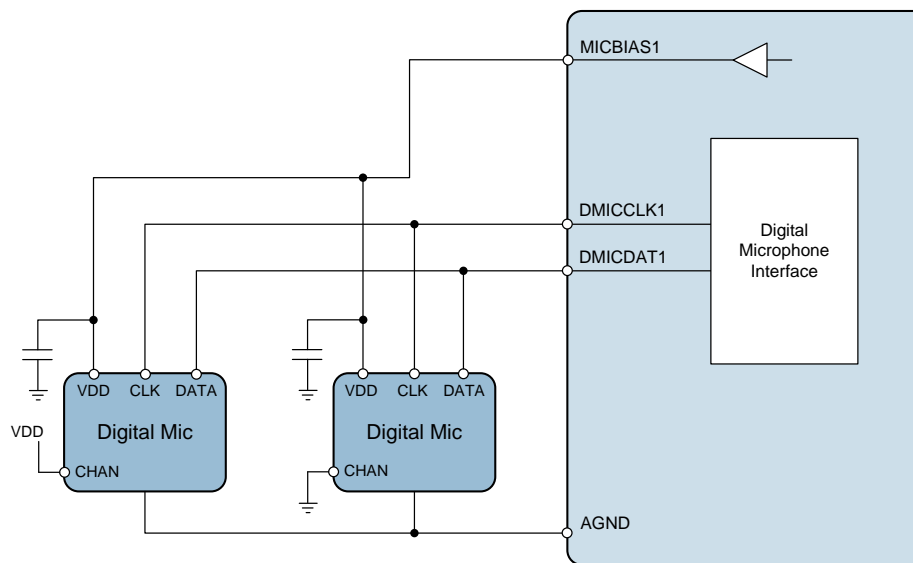 MICBIAS1
DMICCLK1
DMICDAT1
Digital
Microphone
Interface
VDD CLK DATA
Digital Mic
CHAN
VDD
VDD CLK DATA
Digital Mic
CHAN
AGND